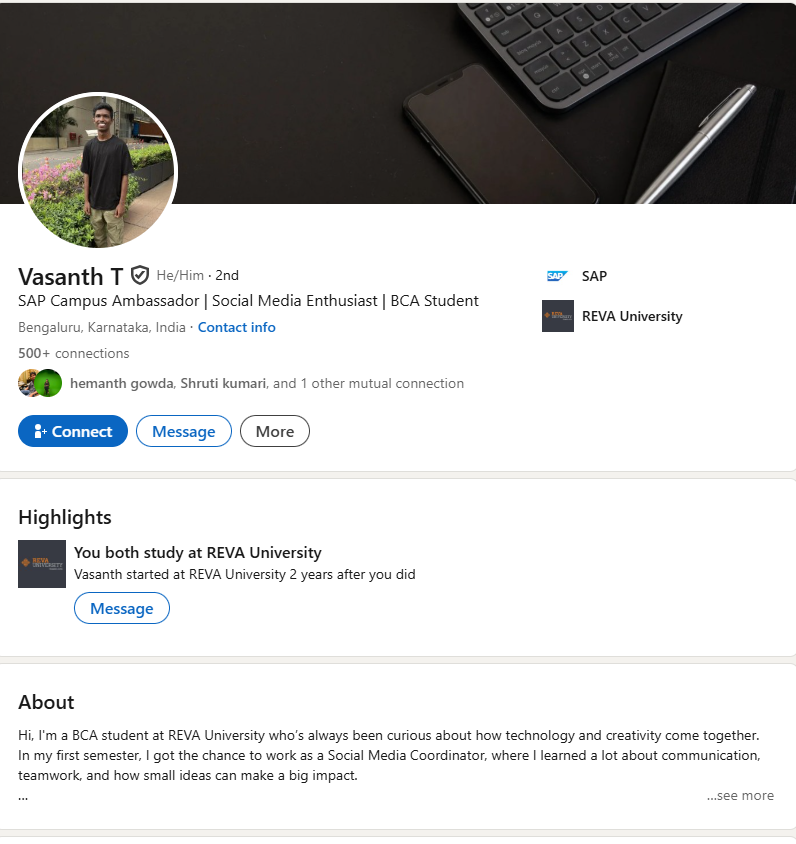 Vasanth T He/Him · 2nd
SAP Campus Ambassador | Social Media Enthusiast | BCA Student
Bengaluru, Karnataka, India · Contact info
500+ connections
hemanth gowda, Shruti kumari, and 1 other mutual connection
Connect
Message
More
SAP
SAP
REVA University
Highlights
REVA
UNIVERSITY
You both study at REVA University
Vasanth started at REVA University 2 years after you did
Message
About
Hi, I'm a BCA student at REVA University who’s always been curious about how technology and creativity come together.
In my first semester, I got the chance to work as a Social Media Coordinator, where I learned a lot about communication,
teamwork, and how small ideas can make a big impact.
...
...see more